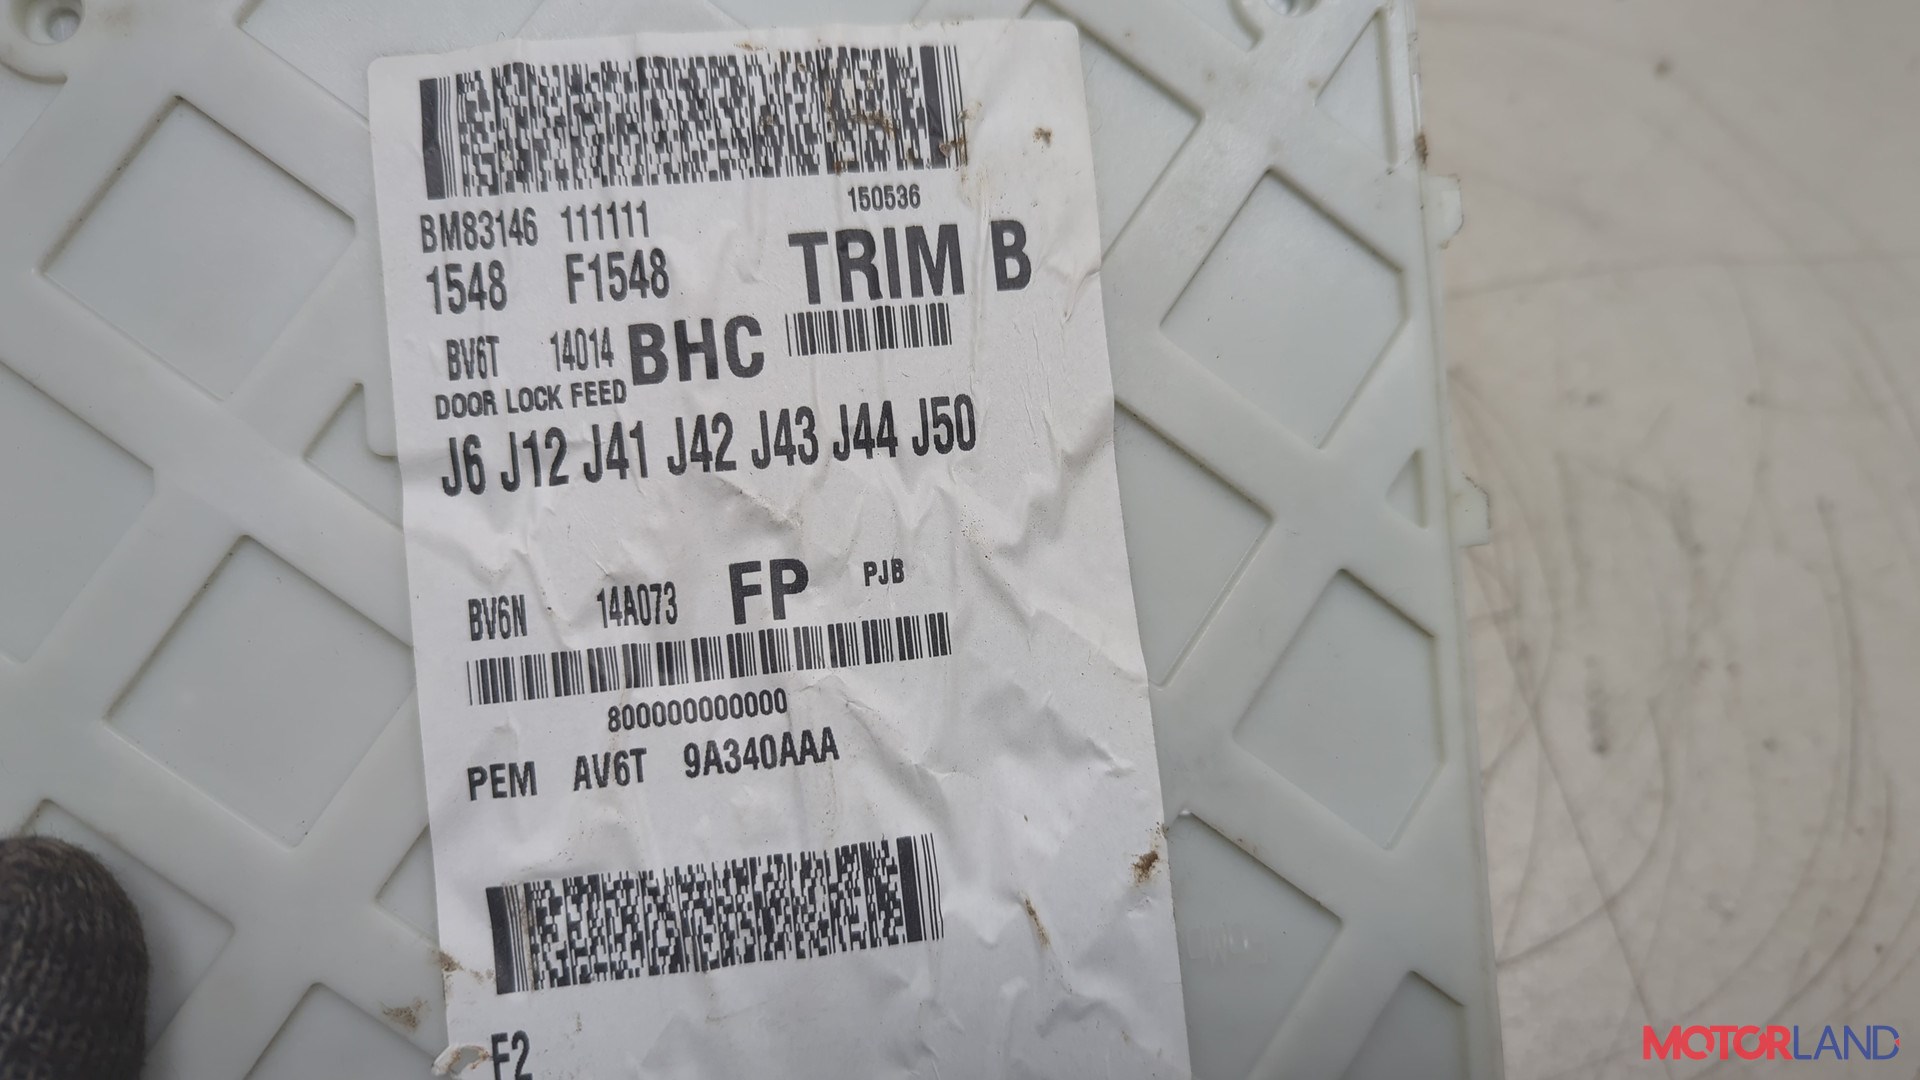 150536
BM83146 111111
1548 F1548 TRIM B
BV6T 14014 BHC
DOOR LOCK FEED
J6 J12 J41 J42 J43 J44 J50
BV6N 14A073 FP PJB
800000000000
PEM AV6T 9A340AAA
F2
MOTORLAND